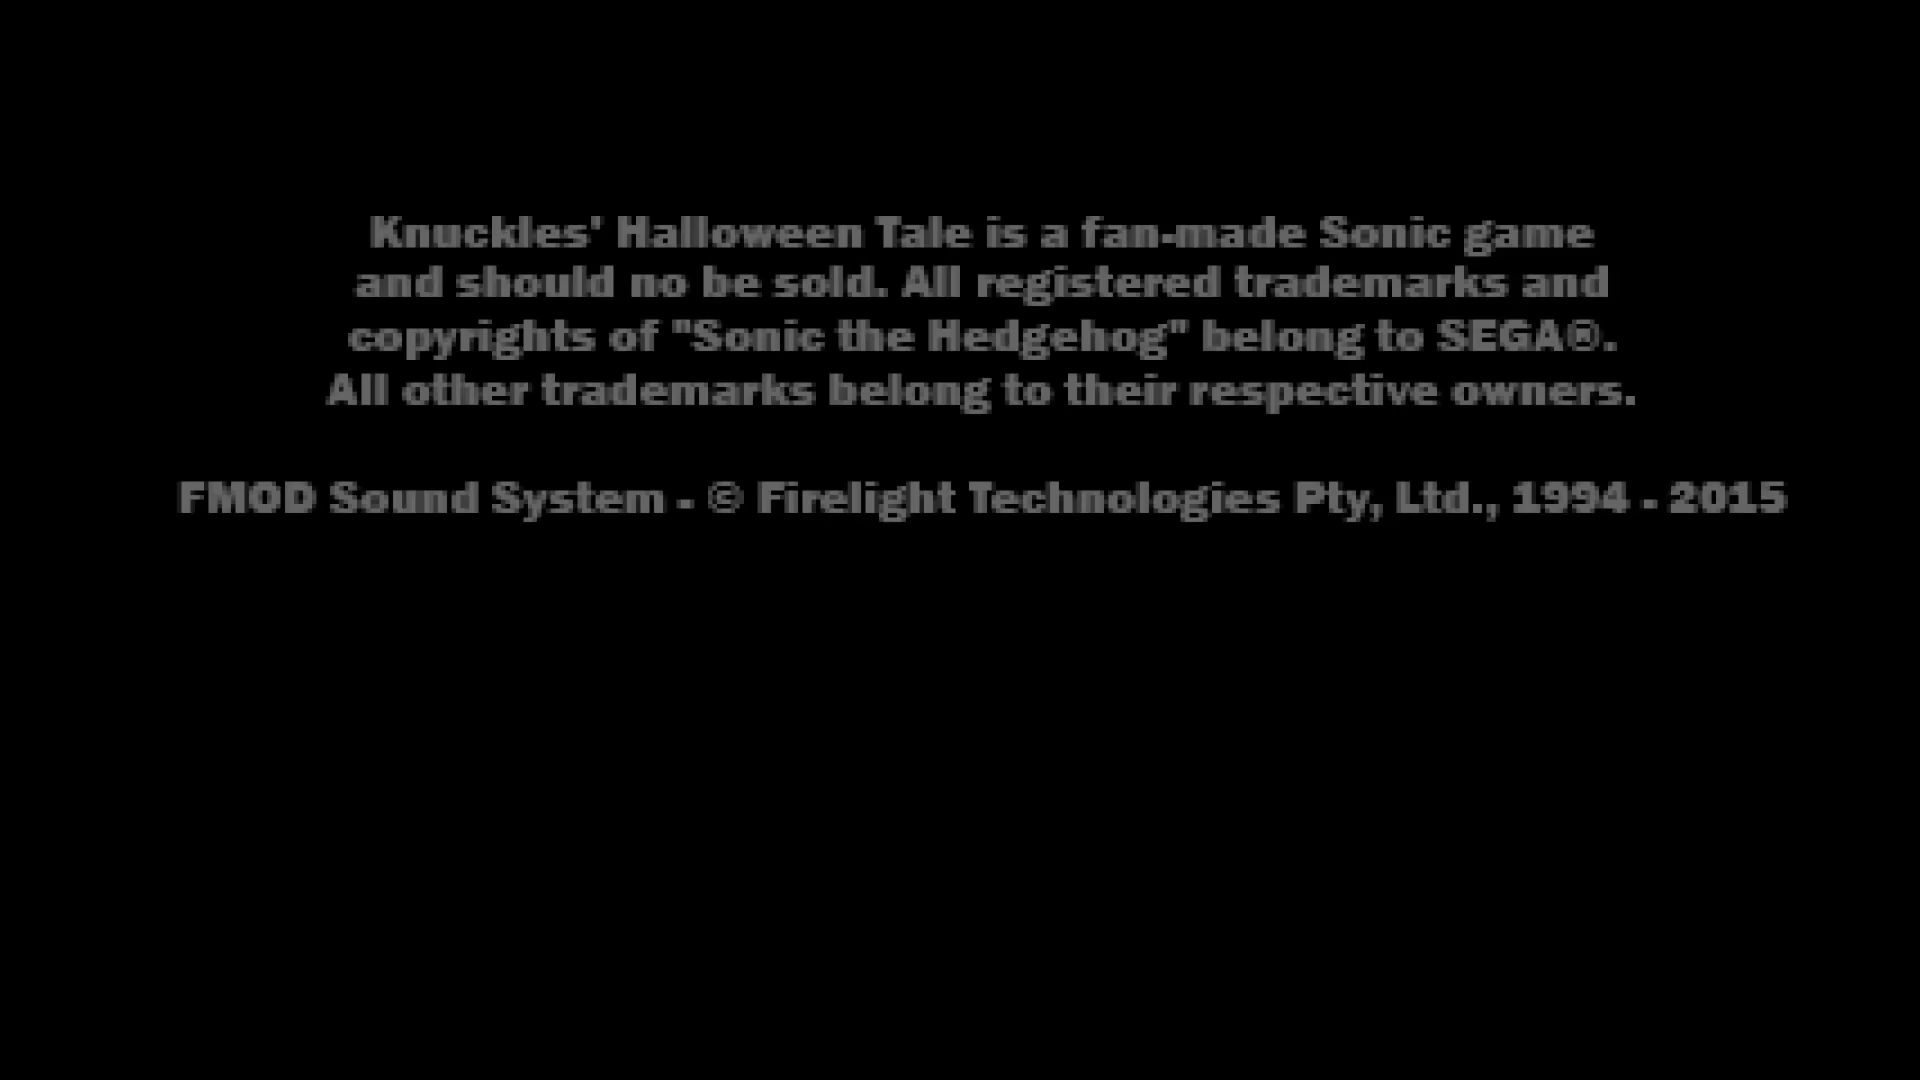 Knuckles' Halloween Tale is a fan-made Sonic game
and should no be sold. All registered trademarks and
copyrights of "Sonic the Hedgehog" belong to SEGA®.
All other trademarks belong to their respective owners.
FMOD Sound System - © Firelight Technologies Pty, Ltd., 1994 - 2015